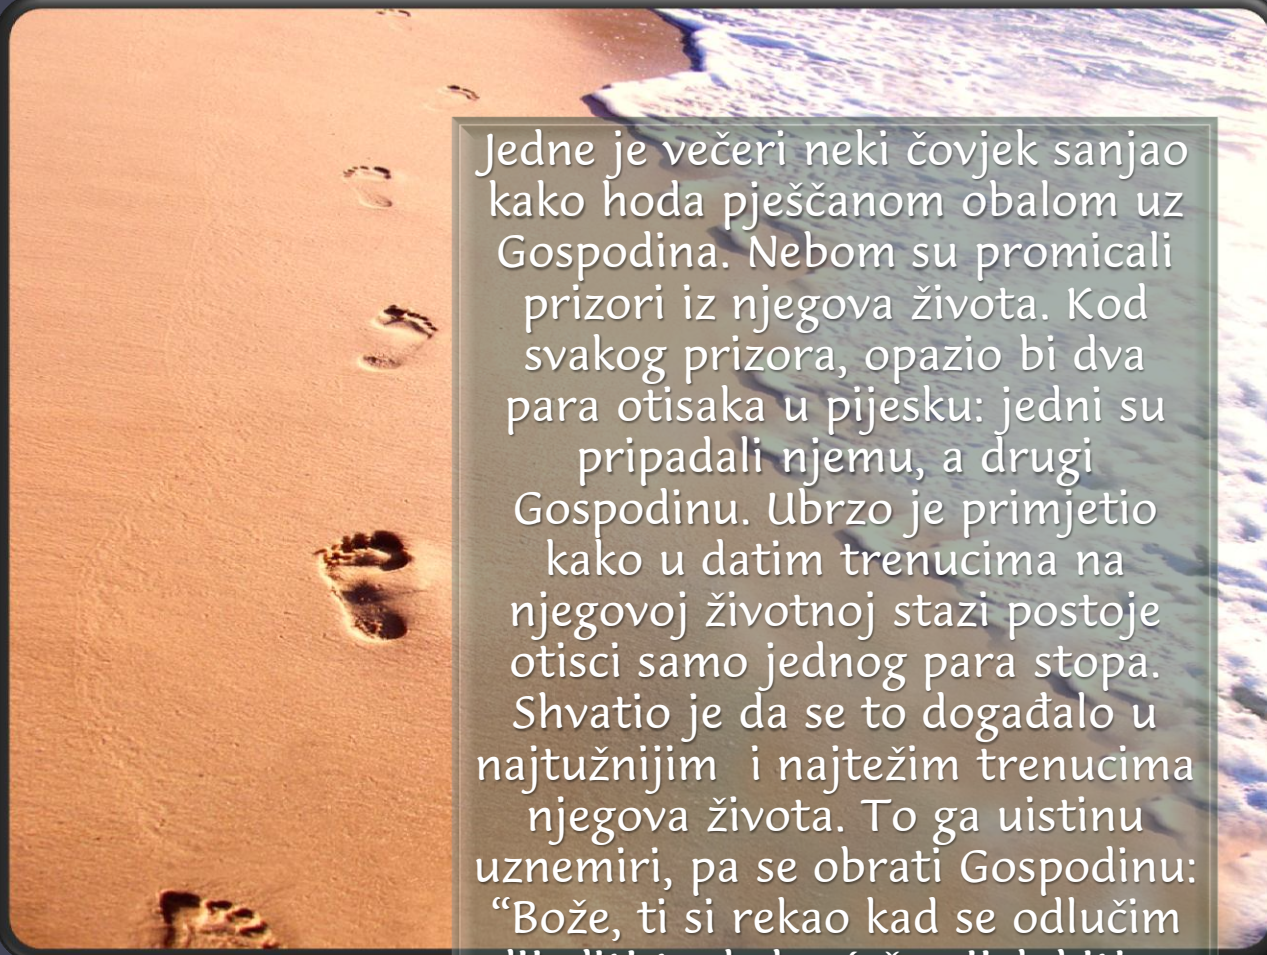 Jedne je večeri neki čovjek sanjao
kako hoda pješčanom obalom uz
Gospodina. Nebom su promicali
prizori iz njegova života. Kod
svakog prizora, opazio bi dva
para otisaka u pijesku: jedni su
pripadali njemu, a drugi
Gospodinu. Ubrzo je primjetio
kako u datim trenucima na
njegovoj životnoj stazi postoje
otisci samo jednog para stopa.
Shvatio je da se to događalo u
najtužnijim  i najtežim trenucima
njegova života. To ga uistinu
uznemiri, pa se obrati Gospodinu:
“Bože, ti si rekao kad se odlučim